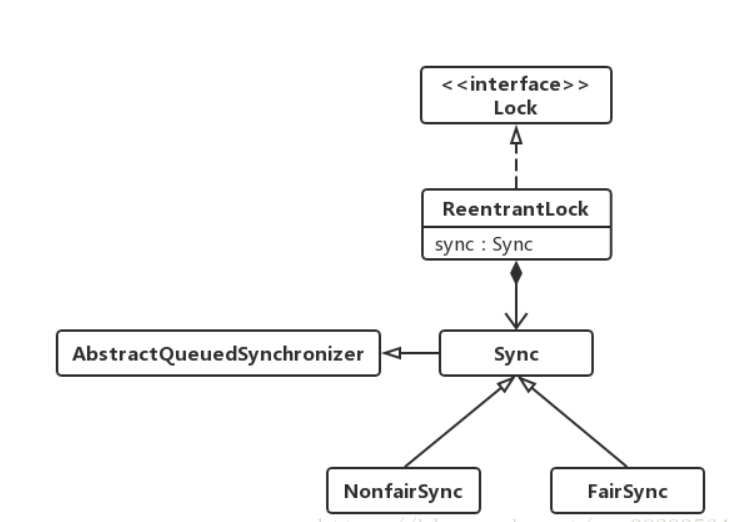 <<interface>>
Lock
ReentrantLock
sync : Sync
AbstractQueuedSynchronizer
Sync
NonfairSync
FairSync